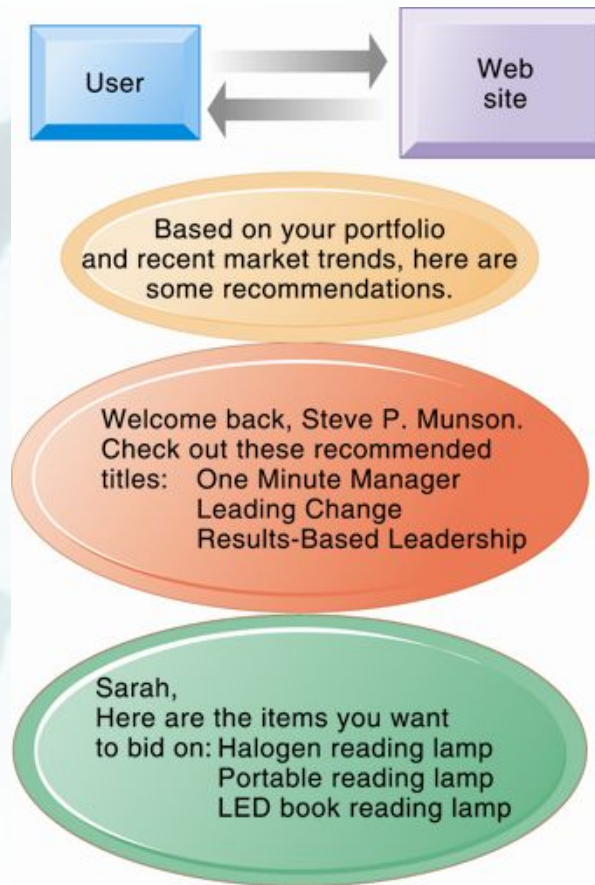 User
Web
site
Based on your portfolio
and recent market trends, here are
some recommendations.
Welcome back, Steve P. Munson.
Check out these recommended
titles: One Minute Manager
Leading Change
Results-Based Leadership
Sarah,
Here are the items you want
to bid on: Halogen reading lamp
Portable reading lamp
LED book reading lamp